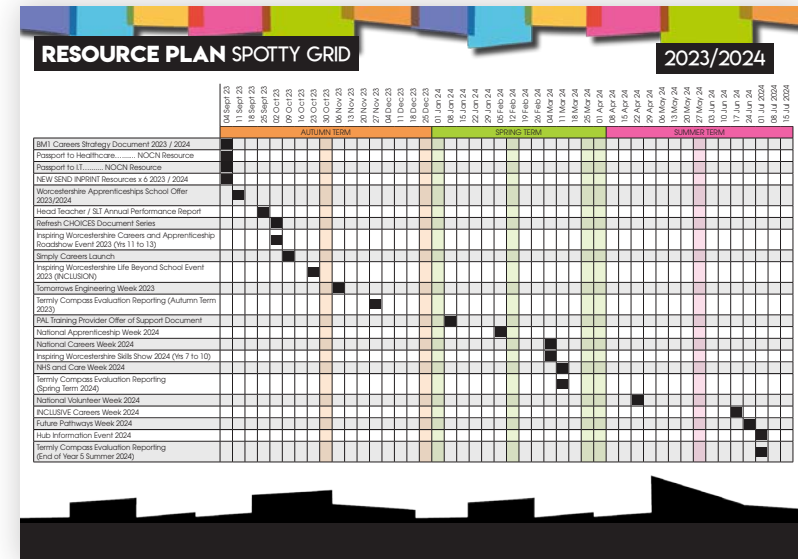 RESOURCE PLAN SPOTTY GRID
2023/2024
04 Sept 23
11 Sept 23
18 Sept 23
25 Sept 23
02 Oct 23
09 Oct 23
16 Oct 23
23 Oct 23
30 Oct 23
06 Nov 23
13 Nov 23
20 Nov 23
27 Nov 23
04 Dec 23
11 Dec 23
18 Dec 23
25 Dec 23
01 Jan 24
08 Jan 24
15 Jan 24
22 Jan 24
29 Jan 24
05 Feb 24
12 Feb 24
19 Feb 24
26 Feb 24
04 Mar 24
11 Mar 24
18 Mar 24
25 Mar 24
01 Apr 24
08 Apr 24
15 Apr 24
22 Apr 24
29 Apr 24
06 May 24
13 May 24
20 May 24
27 May 24
03 Jun 24
10 Jun 24
17 Jun 24
24 Jun 24
01 Jul 2024
08 Jul 2024
15 Jul 2024
AUTUMN TERM
SPRING TERM
SUMMER TERM
BM1 Careers Strategy Document 2023 / 2024
Passport to Healthcare.......... NOCN Resource
Passport to I.T........... NOCN Resource
NEW SEND INPRINT Resources x 6 2023 / 2024
Worcestershire Apprenticeships School Offer
2023/2024
Head Teacher / SLT Annual Performance Report
Refresh CHOICES Document Series
Inspiring Worcestershire Careers and Apprenticeship
Roadshow Event 2023 (Yrs 11 to 13)
Simply Careers Launch
Inspiring Worcestershire Life Beyond School Event
2023 (INCLUSION)
Tomorrows Engineering Week 2023
Termly Compass Evaluation Reporting (Autumn Term
2023)
PAL Training Provider Offer of Support Document
National Apprenticeship Week 2024
National Careers Week 2024
Inspiring Worcestershire Skills Show 2024 (Yrs 7 to 10)
NHS and Care Week 2024
Termly Compass Evaluation Reporting
(Spring Term 2024)
National Volunteer Week 2024
INCLUSIVE Careers Week 2024
Future Pathways Week 2024
Hub Information Event 2024
Termly Compass Evaluation Reporting
(End of Year 5 Summer 2024)